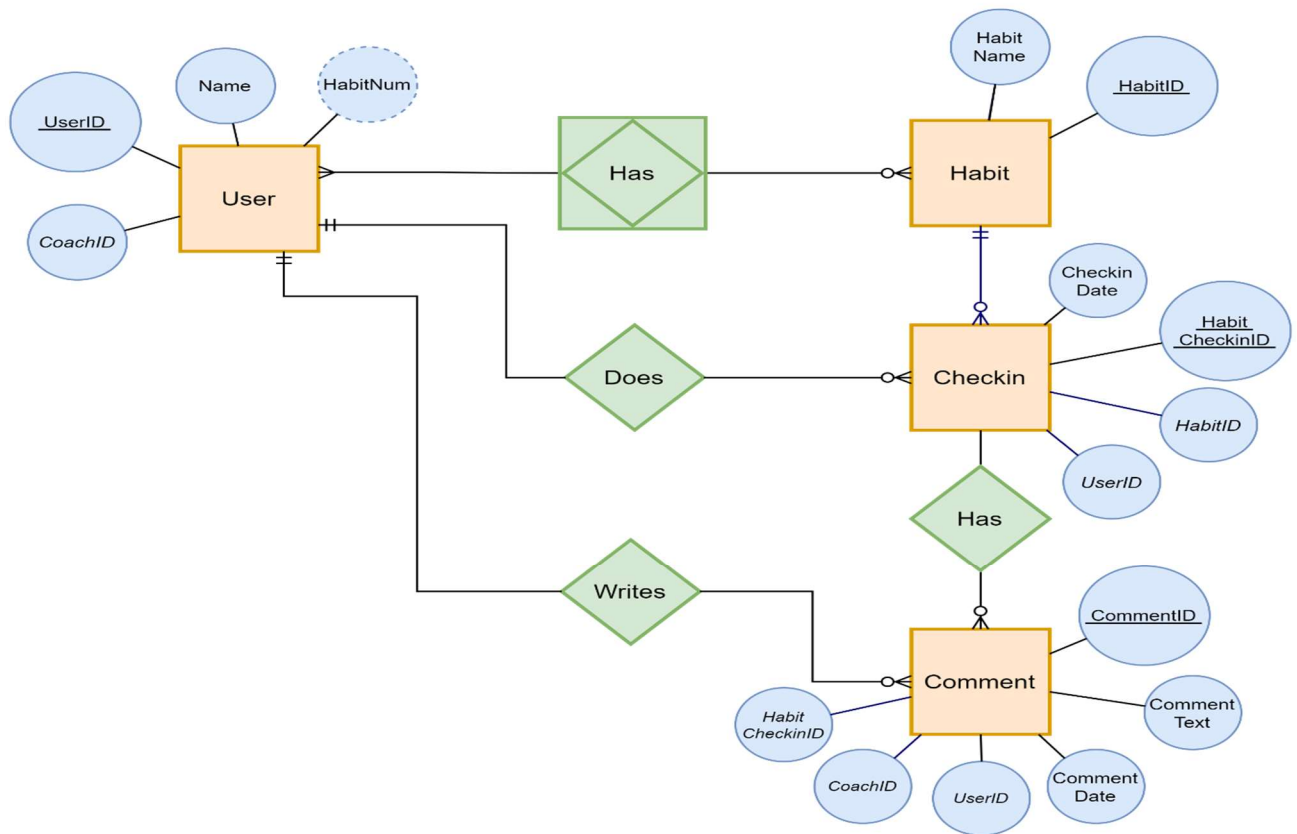 Habit
Name
HabitID
Name
HabitNum
UserID
User
CoachID
Has
Habit
Checkin
Date
Habit
CheckinID
HabitID
UserID
Does
Checkin
Has
Writes
CommentID
Comment
Comment
Text
Habit
CheckinID
CoachID
UserID
Comment
Date